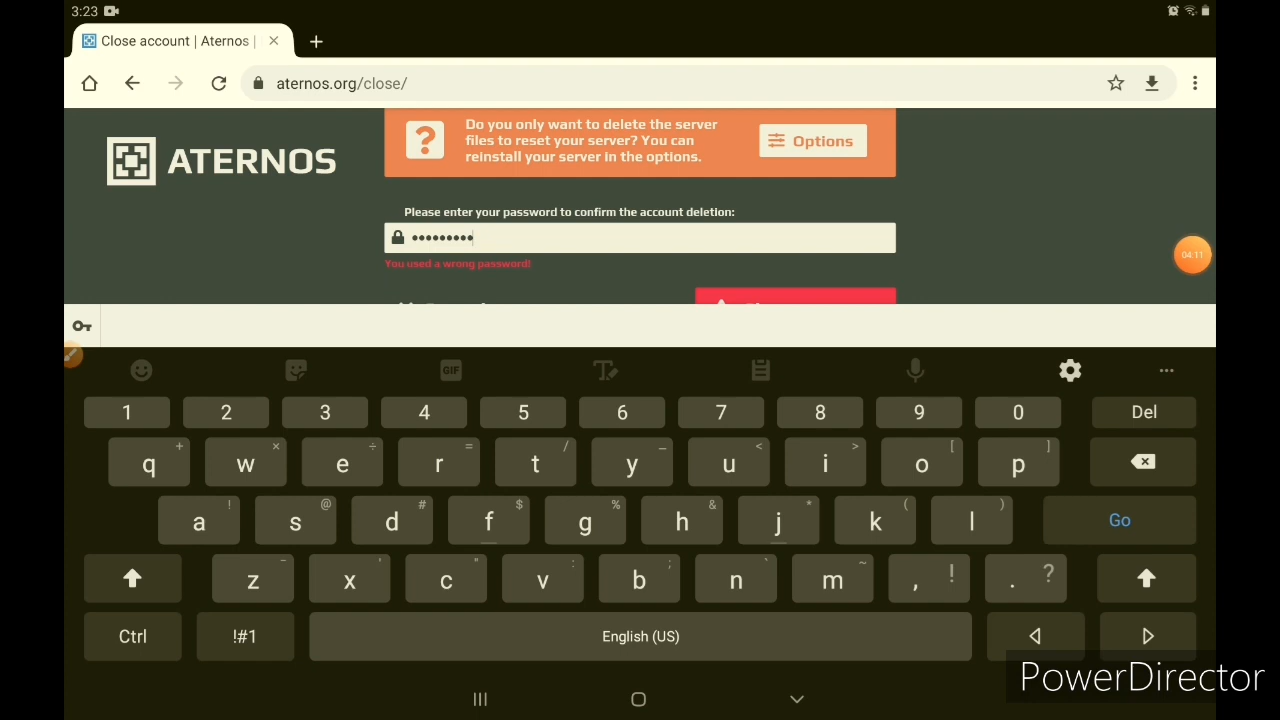 3:23
Close account | Aternos |
aternos.org/close/
ATERNOS
Do you only want to delete the server
files to reset your server? You can
reinstall your server in the options.
Options
Please enter your password to confirm the account deletion:
•••••••••
You used a wrong password!
04:11
GIF
1 2 3 4 5 6 7 8 9 0 Del
+ × ÷ = / _ < > [ ]
q w e r t y u i o p
! @ # $ % & * ( )
a s d f g h j k l Go
- ' " : ; ` ~ ! ?
z x c v b n m , .
Ctrl !#1 English (US)
PowerDirector